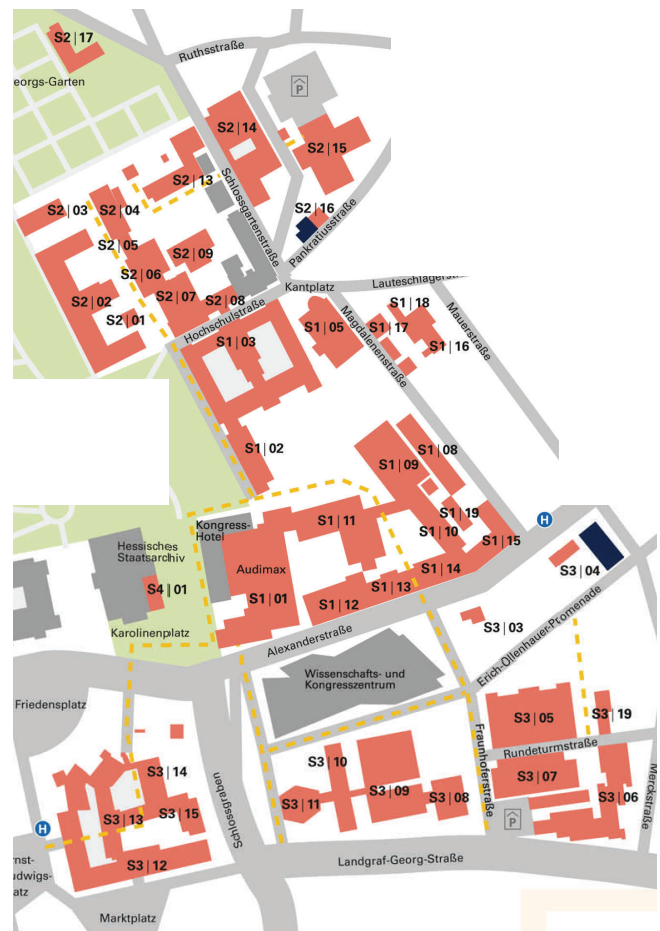 S2|17
Ruthsstraße
eorgs-Garten
P
S2|14
S2|15
S2|13
Schlossgartenstraße
S2|16
Pankratiusstraße
S2|03
S2|04
S2|05
S2|09
S2|06
S2|02
S2|07
S2|08
S2|01
Hochschulstraße
Kantplatz
Lauteschlägerstr
S1|03
S1|05
S1|17
S1|18
S1|16
Magdalenenstraße
Mauerstraße
S1|02
S1|08
S1|09
S1|19
S1|10
S1|15
H
Kongress-
Hotel
S1|11
Hessisches
Staatsarchiv
Audimax
S1|14
S1|13
S4||01
S1|01
S1|12
S3|04
Karolinenplatz
Alexanderstraße
S3|03
Erich-Ollenhauer-Promenade
Wissenschafts- und
Kongresszentrum
Friedensplatz
S3|05
S3|19
Fraunhoferstraße
Rundeturmstraße
S3|10
S3|14
S3|07
Merckstraße
Schlossgraben
S3|09
S3|08
S3|06
S3|11
S3|15
S3|13
P
H
S3|12
Landgraf-Georg-Straße
rnst-
udwigs-
atz
Marktplatz